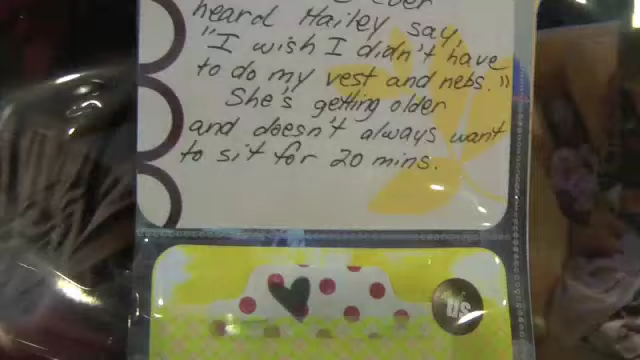 ever
heard Hailey say,
"I wish I didn't have
to do my vest and nebs."
She's getting older
and doesn't always want
to sit for 20 mins.
us